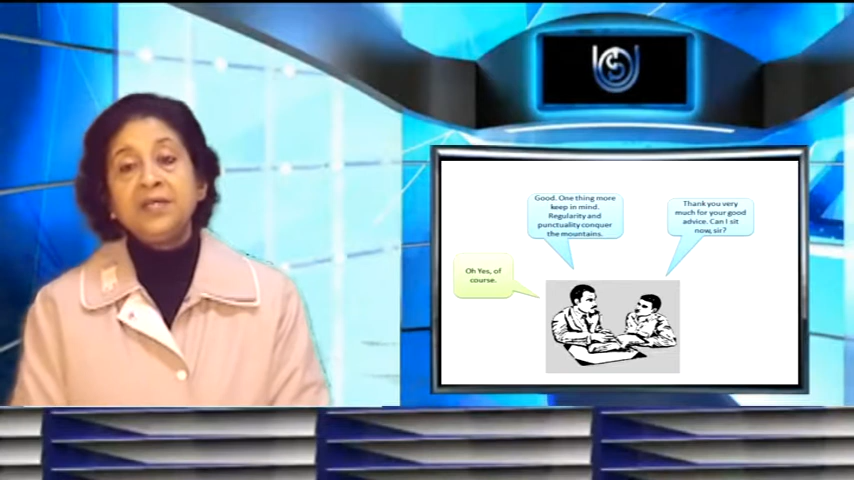 Good. One thing more
keep in mind.
Regularity and
punctuality conquer
the mountains.
Thank you very
much for your good
advice. Can I sit
now, sir?
Oh Yes, of
course.